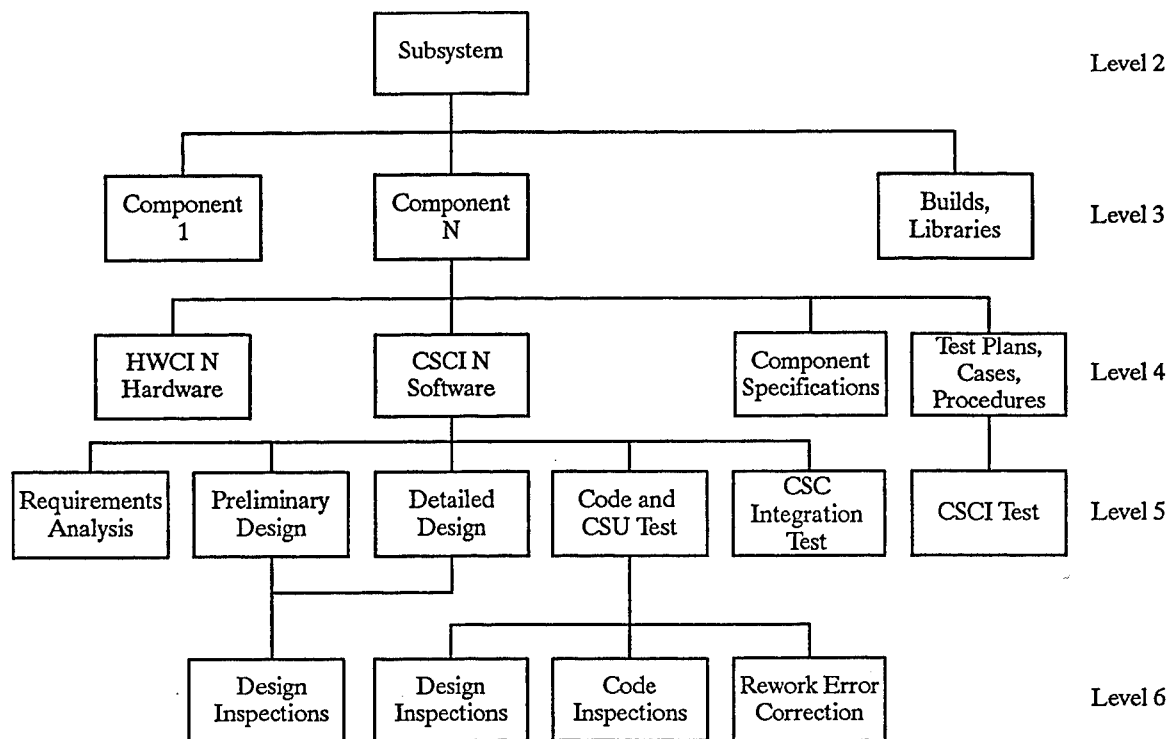 Subsystem
Level 2
Component
1
Component
N
Builds,
Libraries
Level 3
HWCI N
Hardware
CSCI N
Software
Component
Specifications
Test Plans,
Cases,
Procedures
Level 4
Requirements
Analysis
Preliminary
Design
Detailed
Design
Code and
CSU Test
CSC
Integration
Test
CSCI Test
Level 5
Design
Inspections
Design
Inspections
Code
Inspections
Rework Error
Correction
Level 6